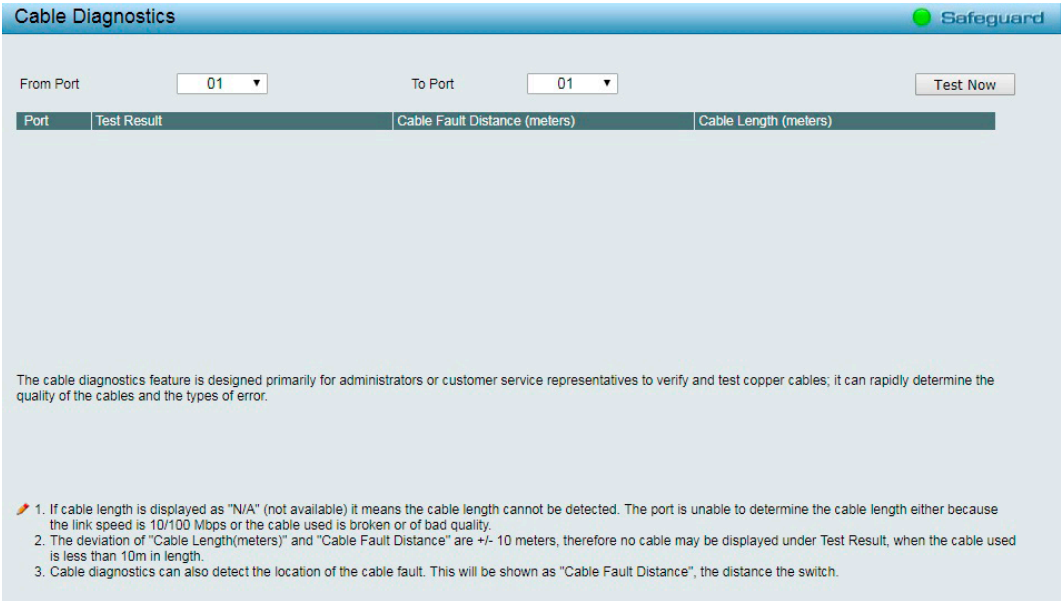 Cable Diagnostics
Safeguard
From Port 01 To Port 01 Test Now
Port Test Result Cable Fault Distance (meters) Cable Length (meters)
The cable diagnostics feature is designed primarily for administrators or customer service representatives to verify and test copper cables; it can rapidly determine the
quality of the cables and the types of error.
1. If cable length is displayed as "N/A" (not available) it means the cable length cannot be detected. The port is unable to determine the cable length either because
the link speed is 10/100 Mbps or the cable used is broken or of bad quality.
2. The deviation of "Cable Length(meters)" and "Cable Fault Distance" are +/- 10 meters, therefore no cable may be displayed under Test Result, when the cable used
is less than 10m in length.
3. Cable diagnostics can also detect the location of the cable fault. This will be shown as "Cable Fault Distance", the distance the switch.